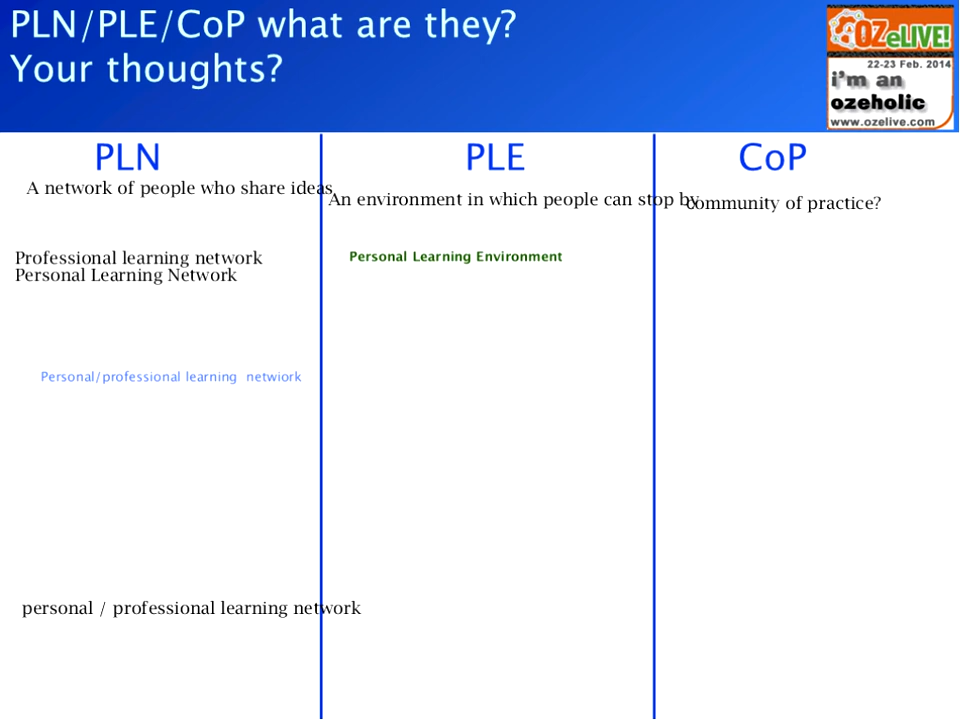 PLN/PLE/CoP what are they?
Your thoughts?
OZeLIVE!
22-23 Feb. 2014
i'm an
ozeholic
www.ozelive.com
PLN
PLE
CoP
A network of people who share ideas
An environment in which people can stop by
community of practice?
Professional learning network
Personal Learning Network
Personal Learning Environment
Personal/professional learning netwiork
personal / professional learning network